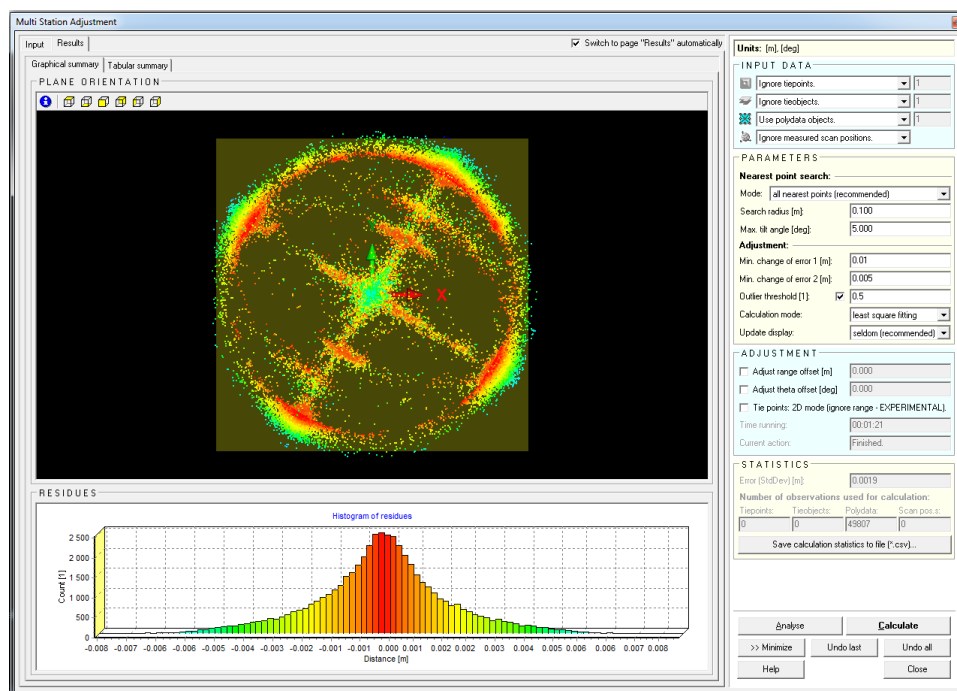 Multi Station Adjustment
Input
Results
Switch to page "Results" automatically
Graphical summary
Tabular summary
PLANE ORIENTATION
X
RESIDUES
Histogram of residues
Count [1]
2 500
2 000
1 500
1 000
500
0
-0.008 -0.007 -0.006 -0.005 -0.004 -0.004 -0.003 -0.002 -0.001 -0.000 0.000 0.001 0.002 0.002 0.003 0.004 0.005 0.006 0.007 0.008
Distance [m]
Units: [m], [deg]
INPUT DATA
Ignore tiepoints. 1
Ignore tieobjects. 1
Use polydata objects. 1
Ignore measured scan positions.
PARAMETERS
Nearest point search:
Mode: all nearest points (recommended)
Search radius [m]: 0.100
Max. tilt angle [deg]: 5.000
Adjustment:
Min. change of error 1 [m]: 0.01
Min. change of error 2 [m]: 0.005
Outlier threshold [1]: 0.5
Calculation mode: least square fitting
Update display: seldom (recommended)
ADJUSTMENT
Adjust range offset [m] 0.000
Adjust theta offset [deg] 0.000
Tie points: 2D mode (ignore range - EXPERIMENTAL).
Time running: 00:01:21
Current action: Finished.
STATISTICS
Error (StdDev) [m]: 0.0019
Number of observations used for calculation:
Tiepoints: Tieobjects: Polydata: Scan pos.ε:
0 0 49807 0
Save calculation statistics to file (*.csv)...
Analyse
Calculate
>> Minimize
Undo last
Undo all
Help
Close